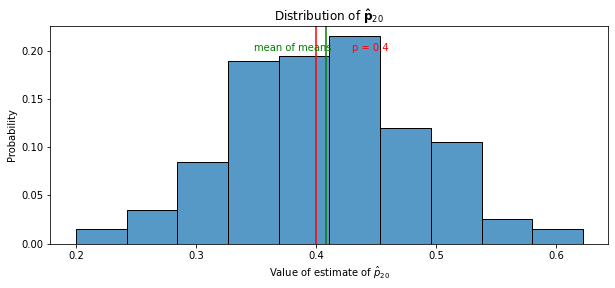 Distribution of p̂₂₀
mean of means
p = 0.4
Probability
0.20
0.15
0.10
0.05
0.00
0.2
0.3
0.4
0.5
0.6
Value of estimate of p̂₂₀